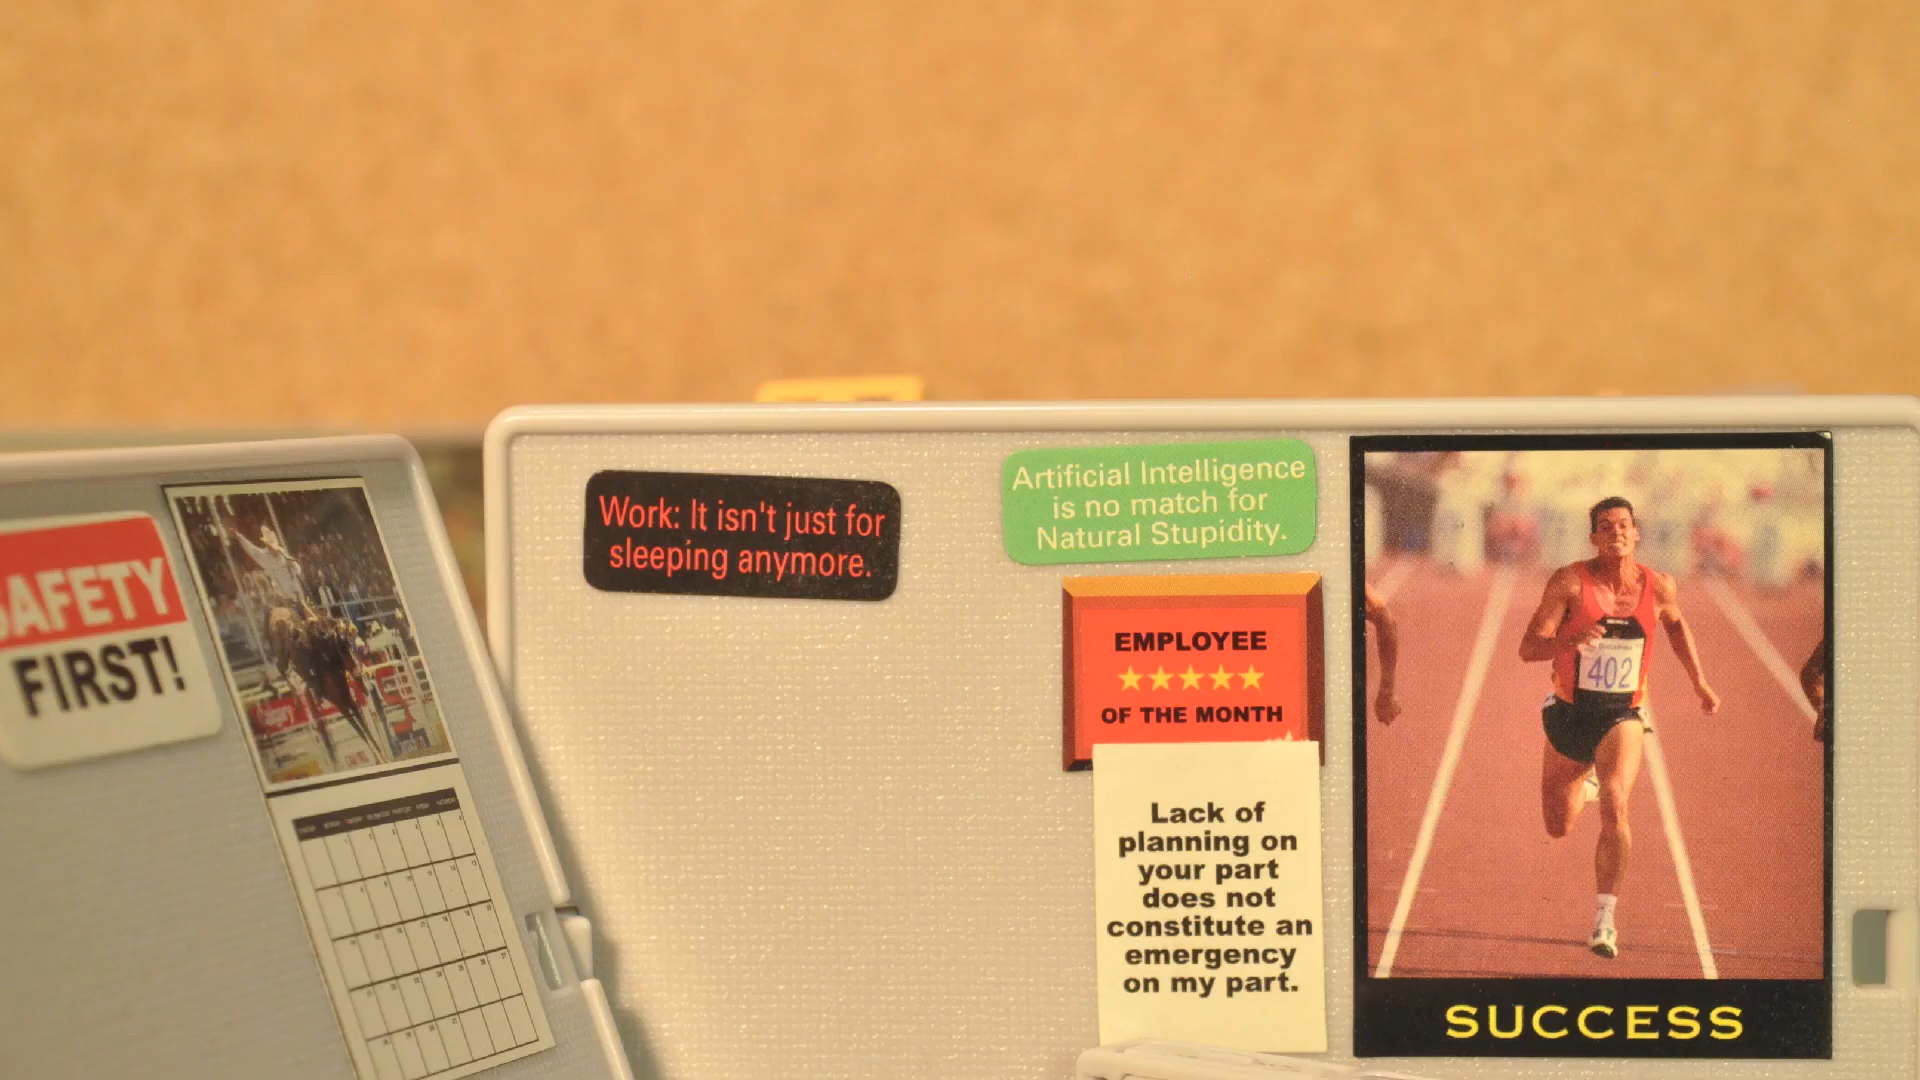 SAFETY
FIRST!
Work: It isn't just for
sleeping anymore.
Artificial Intelligence
is no match for
Natural Stupidity.
EMPLOYEE
OF THE MONTH
Lack of
planning on
your part
does not
constitute an
emergency
on my part.
402
SUCCESS